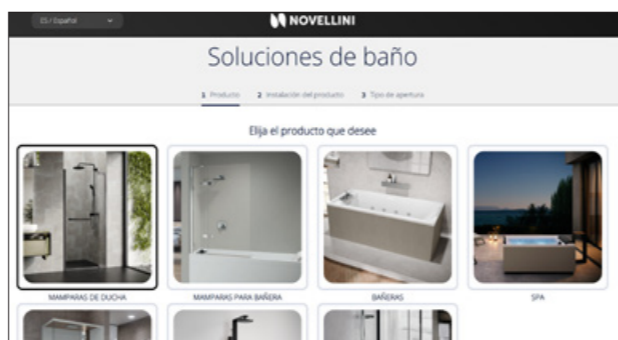 ES / Español
NOVELLINI
Soluciones de baño
1 Producto 2 Instalación del producto 3 Tipo de apertura
Elija el producto que desee
MAMPARAS DE DUCHA MAMPARAS PARA BAÑERA BAÑERAS SPA